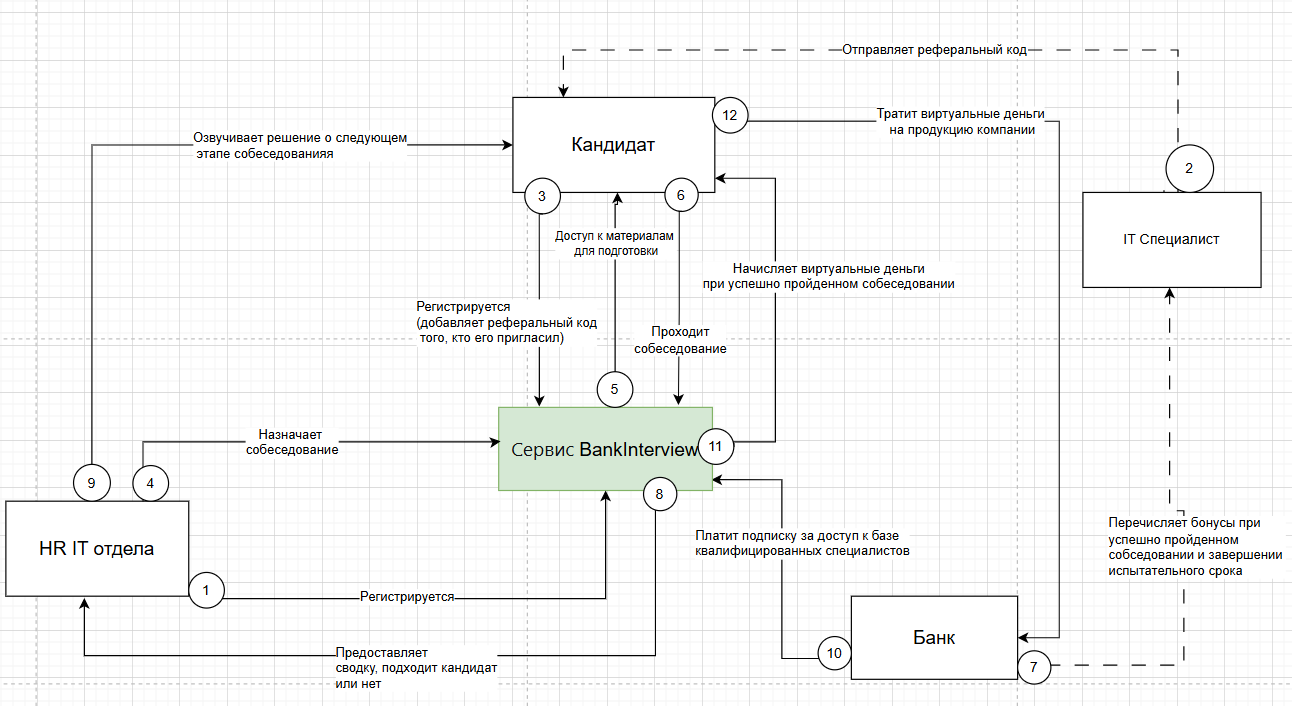 Отправляет реферальный код
12
Тратит виртуальные деньги
на продукцию компании
Озвучивает решение о следующем
этапе собеседованияя
Кандидат
2
3
6
IT Специалист
Доступ к материалам
для подготовки
Начисляет виртуальные деньги
при успешно пройденном собеседовании
Регистрируется
(добавляет реферальный код
того, кто его пригласил)
Проходит
собеседование
5
Назначает
собеседование
Сервис BankInterview
11
9
4
8
HR IT отдела
Платит подписку за доступ к базе
квалифицированных специалистов
Перечисляет бонусы при
успешно пройденном
собседовании и завершении
испытательного срока
1
Регистрируется
Банк
10
7
Предоставляет
сводку, подходит кандидат
или нет